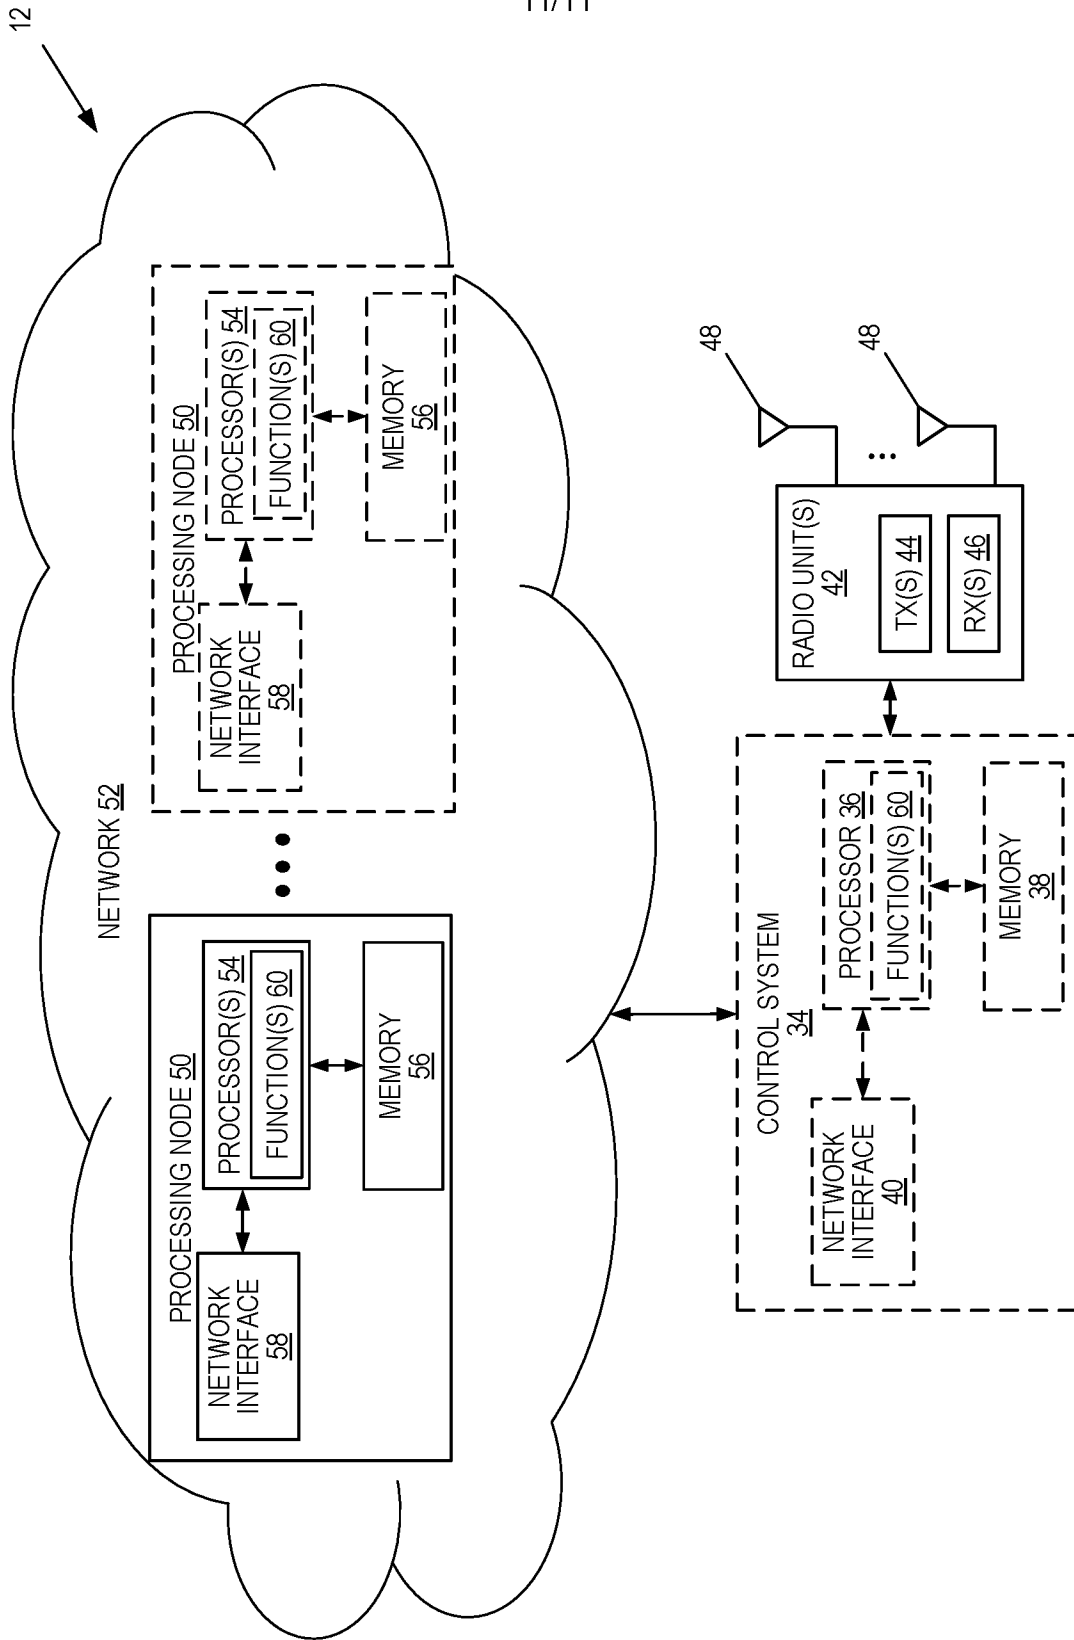 11/11
12
NETWORK 52
PROCESSING NODE 50
NETWORK
INTERFACE
58
PROCESSOR(S) 54
FUNCTION(S) 60
MEMORY
56
PROCESSING NODE 50
NETWORK
INTERFACE
58
PROCESSOR(S) 54
FUNCTION(S) 60
MEMORY
56
CONTROL SYSTEM
34
NETWORK
INTERFACE
40
PROCESSOR 36
FUNCTION(S) 60
MEMORY
38
RADIO UNIT(S)
42
TX(S) 44
RX(S) 46
48
48